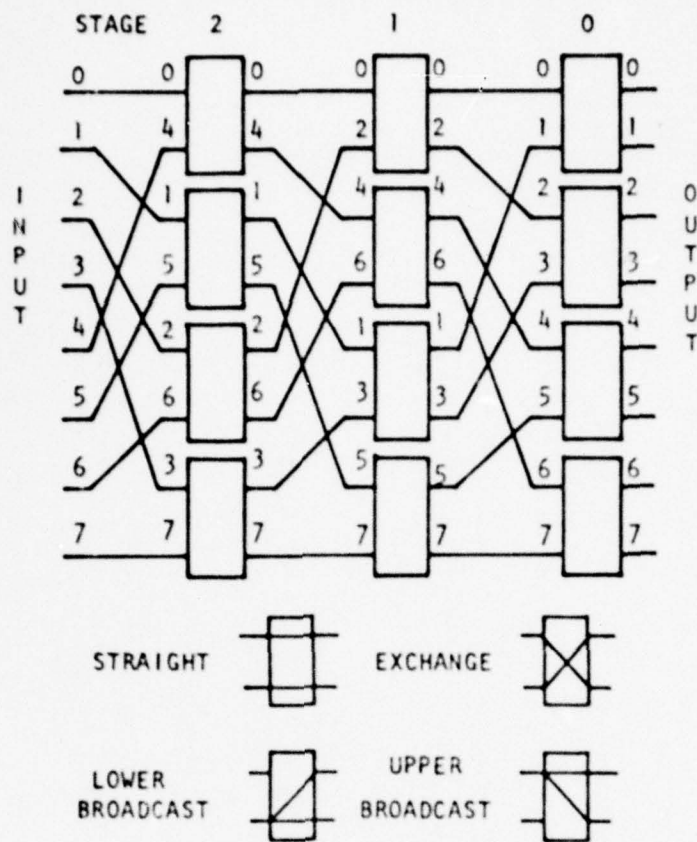 STAGE 2 1 0
0 0 0 0 0 0 0
1 4 4 2 2 1 1
2 1 1 4 4 2 2
3 5 5 6 6 3 3
4 2 2 1 1 4 4
5 6 6 3 3 5 5
6 3 3 5 5 6 6
7 7 7 7 7 7 7
INPUT
OUTPUT
STRAIGHT EXCHANGE
LOWER BROADCAST
UPPER BROADCAST